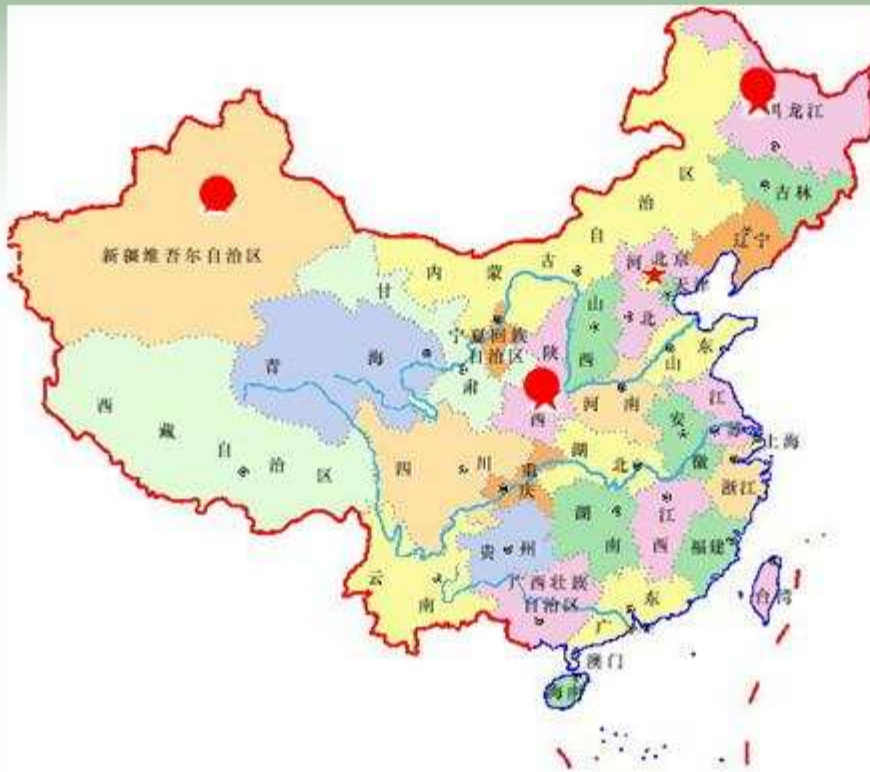 黑龙江
吉林
辽宁
内蒙古自治区
新疆维吾尔自治区
甘肃
宁夏回族
自治区
青海
西藏自治区
陕西
山西
河北
北京
天津
山东
河南
江苏
安徽
上海
浙江
湖北
重庆
四川
贵州
湖南
江西
福建
云南
广西壮族
自治区
广东
台湾
澳门
海南